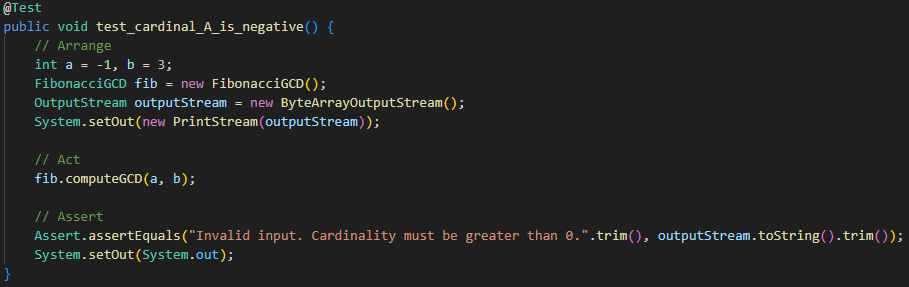 @Test
public void test_cardinal_A_is_negative() {
    // Arrange
    int a = -1, b = 3;
    FibonacciGCD fib = new FibonacciGCD();
    OutputStream outputStream = new ByteArrayOutputStream();
    System.setOut(new PrintStream(outputStream));

    // Act
    fib.computeGCD(a, b);

    // Assert
    Assert.assertEquals("Invalid input. Cardinality must be greater than 0.".trim(), outputStream.toString().trim());
    System.setOut(System.out);
}